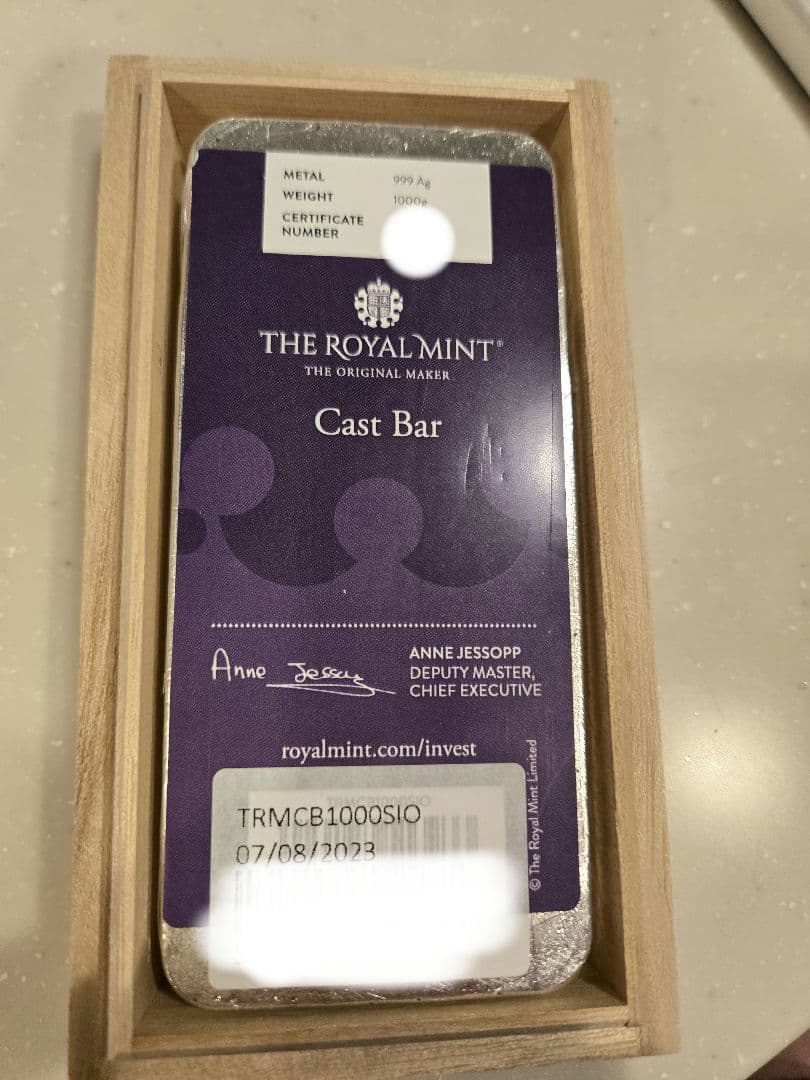 METAL 999 Ag
WEIGHT 1000g
CERTIFICATE
NUMBER
THE ROYAL MINT®
THE ORIGINAL MAKER
Cast Bar
Anne Jessopp
ANNE JESSOPP
DEPUTY MASTER,
CHIEF EXECUTIVE
royalmint.com/invest
© The Royal Mint Limited
TRMCB1000SIO
07/08/2023